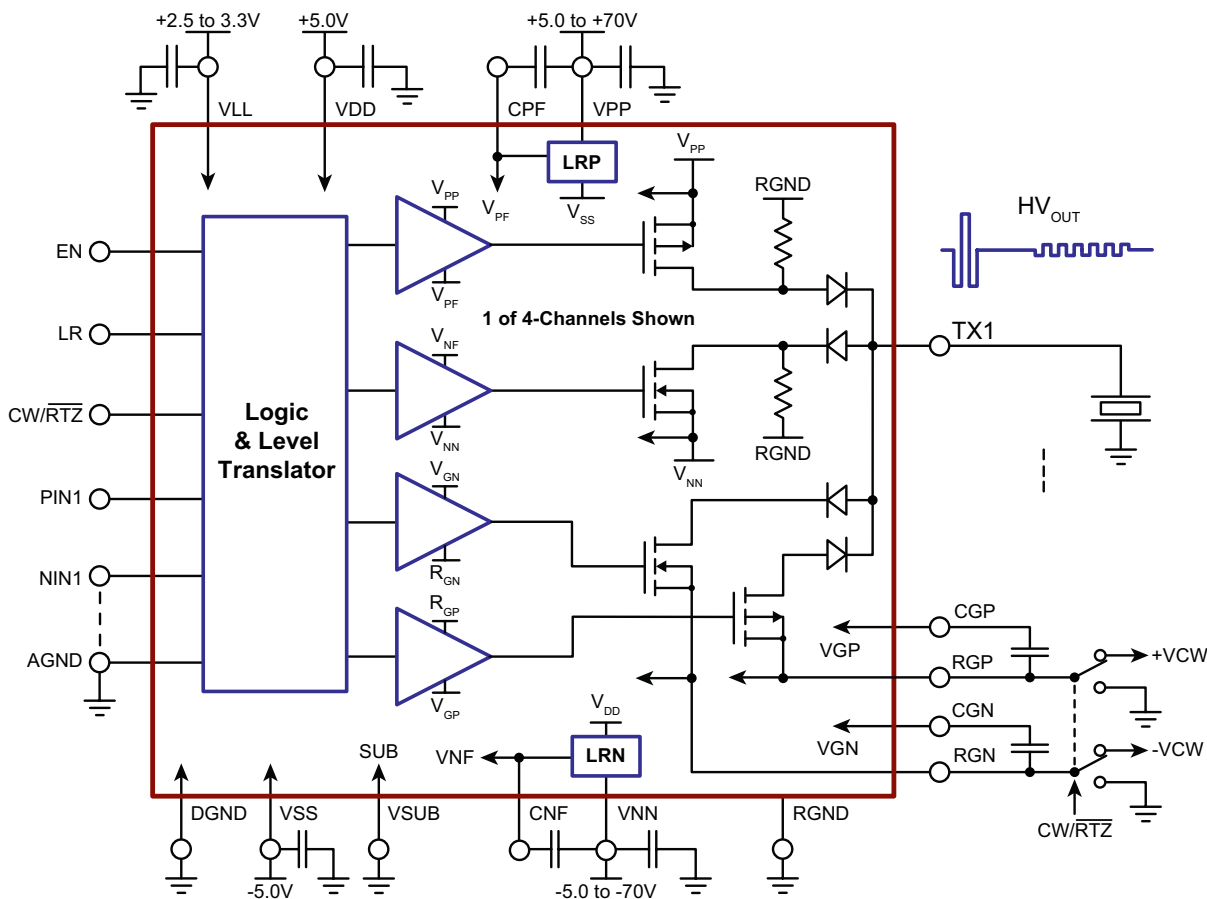 +2.5 to 3.3V
+5.0V
+5.0 to +70V
VLL
VDD
CPF
VPP
LRP
VPP
VPF
VSS
RGND
HVOUT
VPP
VPF
EN
LR
CW/RTZ
PIN1
NIN1
AGND
Logic
& Level
Translator
1 of 4-Channels Shown
VNF
VNN
RGND
VNN
TX1
VGN
RGN
RGP
VGP
CGP
VGP
RGP
+VCW
CGN
VGN
RGN
-VCW
CW/RTZ
VDD
LRN
VNF
SUB
DGND
VSS
VSUB
CNF
VNN
RGND
-5.0V
-5.0 to -70V